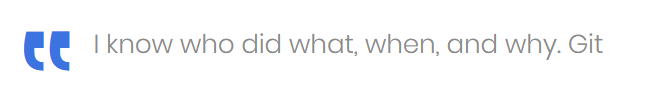 I know who did what, when, and why. Git